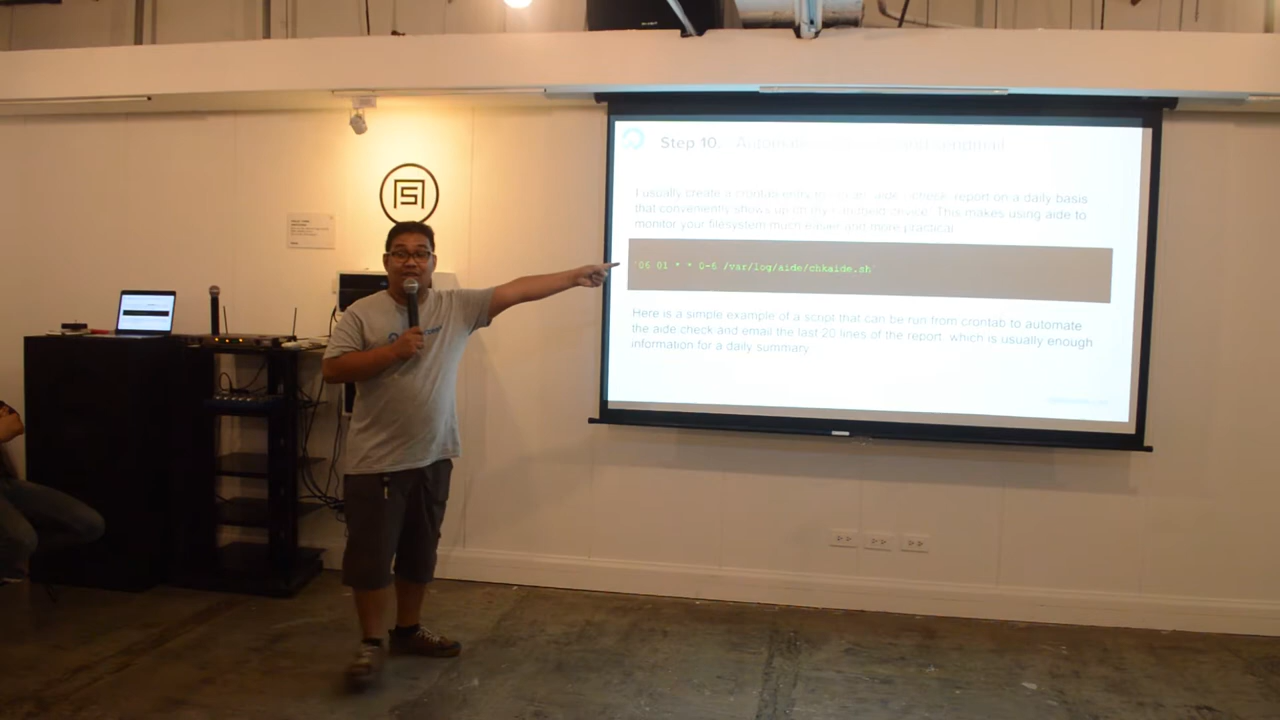 Step 10.
I usually create a crontab entry aide check report on a daily basis
that conveniently shows up on my handheld device. This makes using aide to
monitor your filesystem much easier and more practical
'06 01 * * 0-6 /var/log/aide/chkaide.sh'
Here is a simple example of a script that can be run from crontab to automate
the aide check and email the last 20 lines of the report, which is usually enough
information for a daily summary.